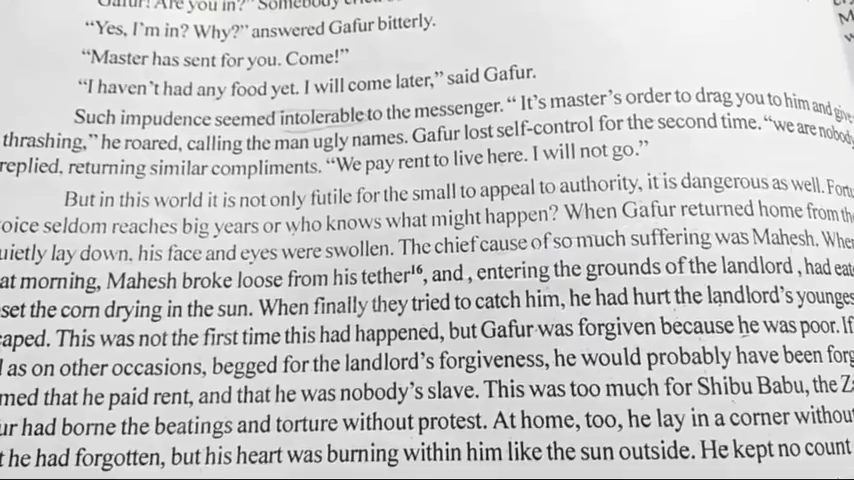 Gafur! Are you in?" Somebody
"Yes, I'm in? Why?" answered Gafur bitterly.
"Master has sent for you. Come!"
"I haven't had any food yet. I will come later," said Gafur.
Such impudence seemed intolerable to the messenger. " It's master's order to drag you to him and give
thrashing," he roared, calling the man ugly names. Gafur lost self-control for the second time. "we are nobody
replied, returning similar compliments. "We pay rent to live here. I will not go."
But in this world it is not only futile for the small to appeal to authority, it is dangerous as well. Fortu
oice seldom reaches big years or who knows what might happen? When Gafur returned home from the
uietly lay down, his face and eyes were swollen. The chief cause of so much suffering was Mahesh. When
at morning, Mahesh broke loose from his tether¹⁶, and , entering the grounds of the landlord , had eate
set the corn drying in the sun. When finally they tried to catch him, he had hurt the landlord's younges
caped. This was not the first time this had happened, but Gafur was forgiven because he was poor. If
as on other occasions, begged for the landlord's forgiveness, he would probably have been forg
med that he paid rent, and that he was nobody's slave. This was too much for Shibu Babu, the Z
ur had borne the beatings and torture without protest. At home, too, he lay in a corner withou
t he had forgotten, but his heart was burning within him like the sun outside. He kept no count